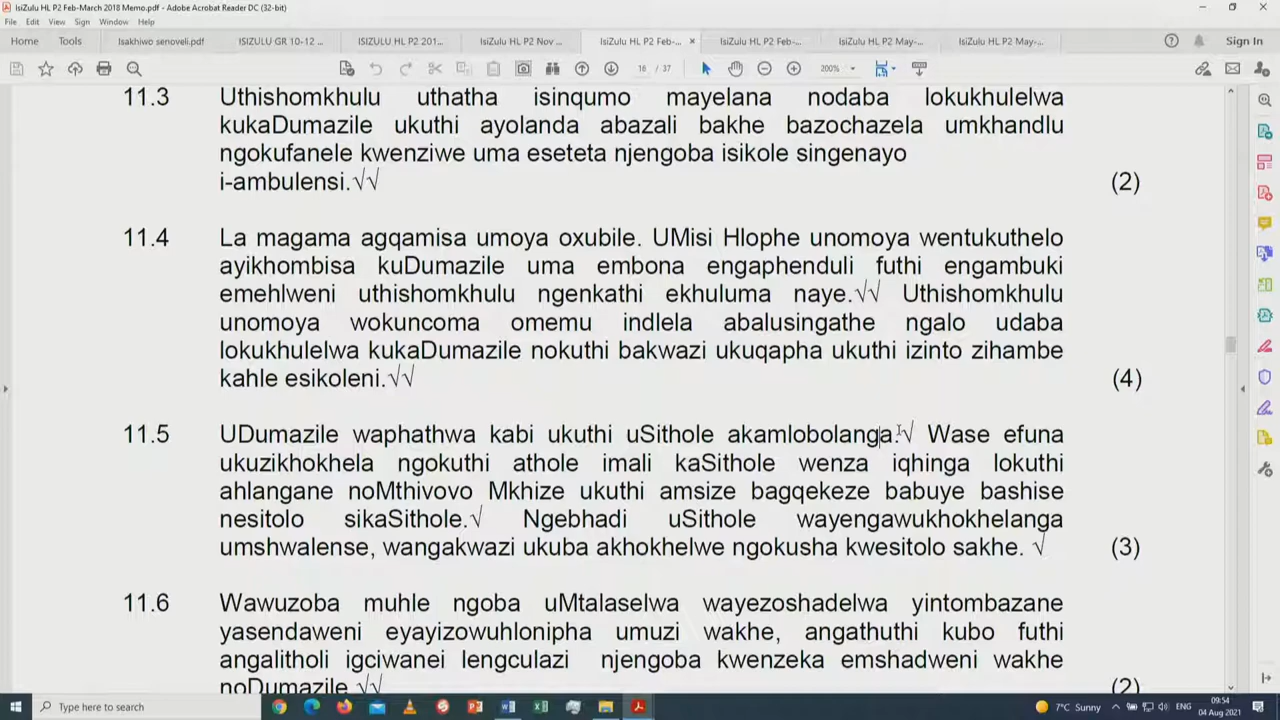 IsiZulu HL P2 Feb-March 2018 Memo.pdf - Adobe Acrobat Reader DC (32-bit)
File Edit View Sign Window Help
Home Tools Isakhiwo senoveli.pdf ISIZULU GR 10-12 ... ISIZULU HL P2 201... IsiZulu HL P2 Nov ... IsiZulu HL P2 Feb-... × IsiZulu HL P2 Feb-... IsiZulu HL P2 May-... IsiZulu HL P2 May-... Sign In
16 / 37 200%
11.3 Uthishomkhulu uthatha isinqumo mayelana nodaba lokukhulelwa
kukaDumazile ukuthi ayolanda abazali bakhe bazochazela umkhandlu
ngokufanele kwenziwe uma eseteta njengoba isikole singenayo
i-ambulensi.√√ (2)
11.4 La magama agqamisa umoya oxubile. UMisi Hlophe unomoya wentukuthelo
ayikhombisa kuDumazile uma embona engaphenduli futhi engambuki
emehlweni uthishomkhulu ngenkathi ekhuluma naye.√√ Uthishomkhulu
unomoya wokuncoma omemu indlela abalusingathe ngalo udaba
lokukhulelwa kukaDumazile nokuthi bakwazi ukuqapha ukuthi izinto zihambe
kahle esikoleni.√√ (4)
11.5 UDumazile waphathwa kabi ukuthi uSithole akamlobolanga.√ Wase efuna
ukuzikhokhela ngokuthi athole imali kaSithole wenza iqhinga lokuthi
ahlangane noMthivovo Mkhize ukuthi amsize bagqekeze babuye bashise
nesitolo sikaSithole.√ Ngebhadi uSithole wayengawukhokhelanga
umshwalense, wangakwazi ukuba akhokhelwe ngokusha kwesitolo sakhe. √ (3)
11.6 Wawuzoba muhle ngoba uMtalaselwa wayezoshadelwa yintombazane
yasendaweni eyayizowuhlonipha umuzi wakhe, angathuthi kubo futhi
angalitholi igciwanei lengculazi njengoba kwenzeka emshadweni wakhe
noDumazile.√√ (2)
Type here to search 7°C Sunny ENG 09:54
04 Aug 2021